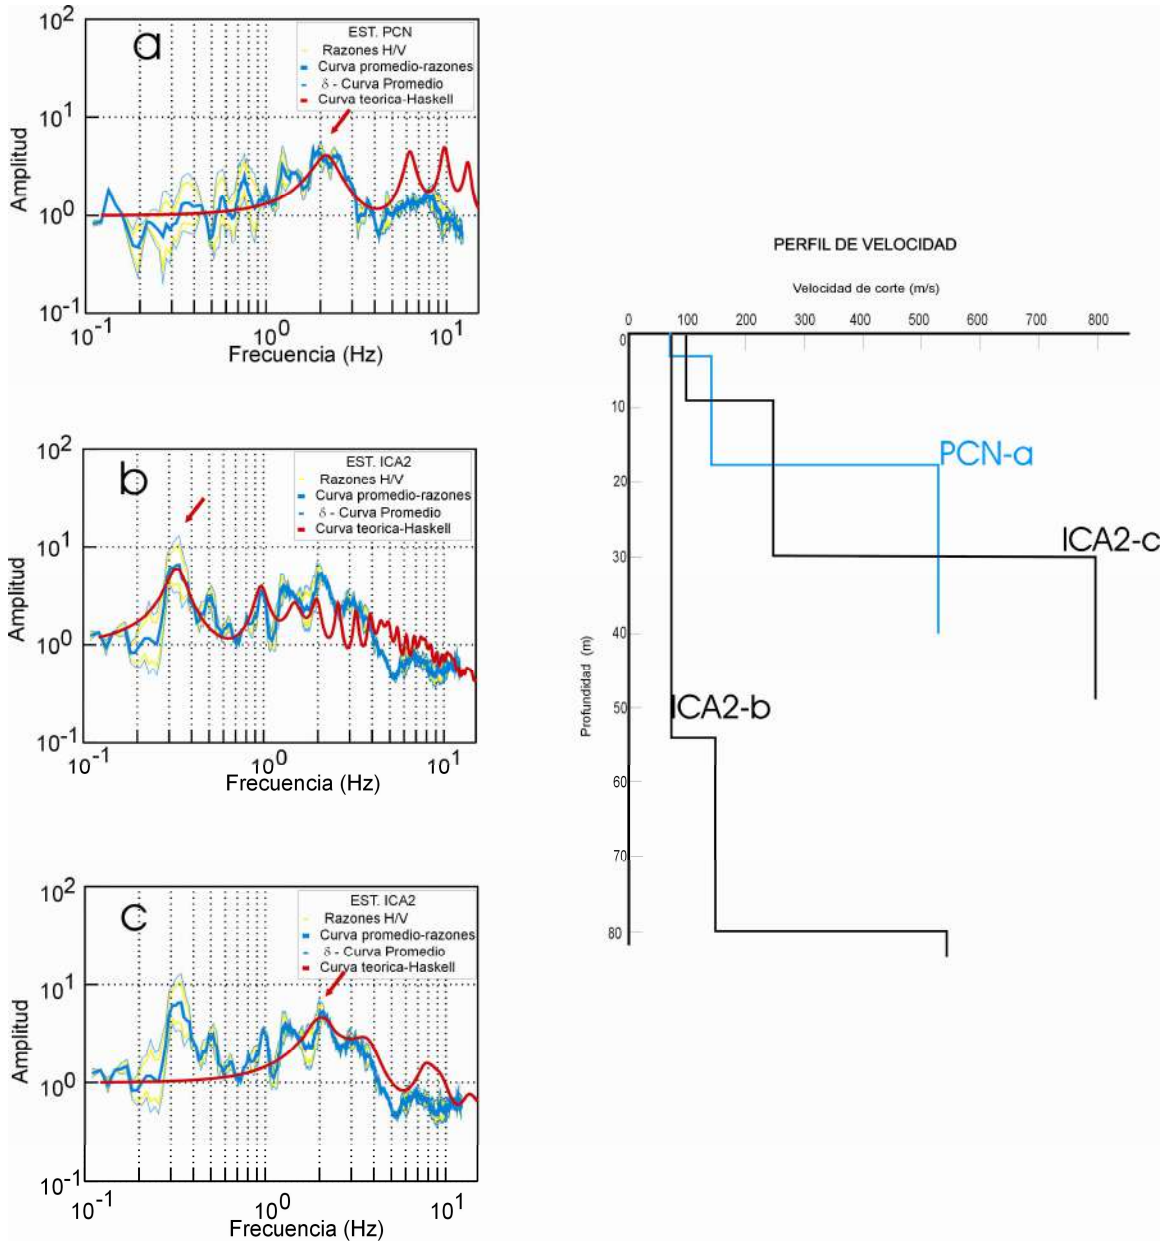 a
EST. PCN
Razones H/V
Curva promedio-razones
δ - Curva Promedio
Curva teorica-Haskell
Amplitud
10²
10¹
10⁰
10⁻¹
10⁻¹ 10⁰ 10¹
Frecuencia (Hz)
b
EST. ICA2
Razones H/V
Curva promedio-razones
δ - Curva Promedio
Curva teorica-Haskell
Amplitud
10²
10¹
10⁰
10⁻¹
10⁻¹ 10⁰ 10¹
Frecuencia (Hz)
c
EST. ICA2
Razones H/V
Curva promedio-razones
δ - Curva Promedio
Curva teorica-Haskell
Amplitud
10²
10¹
10⁰
10⁻¹
10⁻¹ 10⁰ 10¹
Frecuencia (Hz)
PERFIL DE VELOCIDAD
Velocidad de corte (m/s)
0 100 200 300 400 500 600 700 800
0
10
20
30
40
50
60
70
80
Profundidad (m)
PCN-a
ICA2-c
ICA2-b